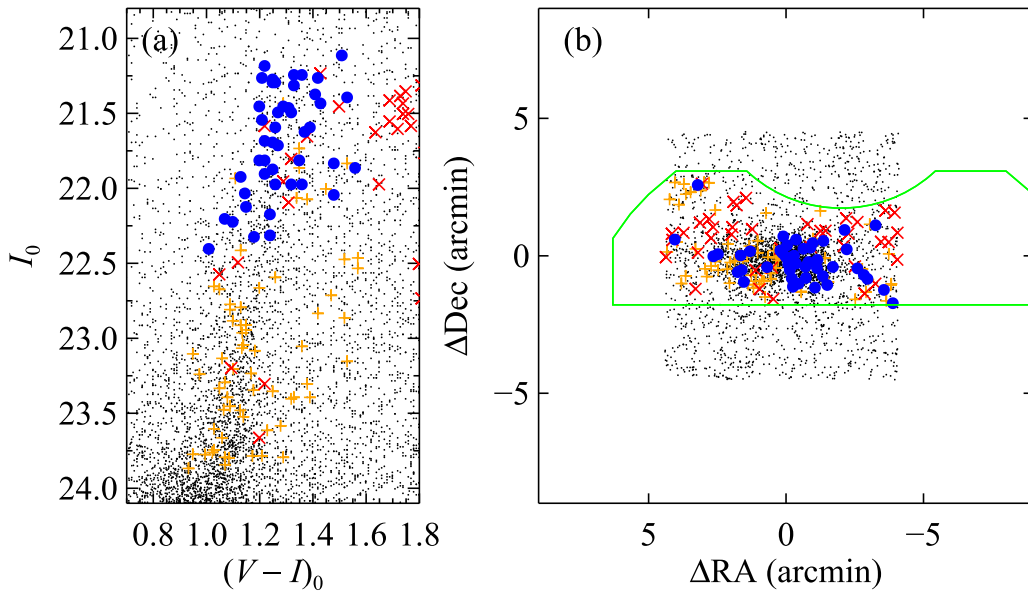 (a)
21.0
21.5
22.0
22.5
23.0
23.5
24.0
I₀
0.8 1.0 1.2 1.4 1.6 1.8
(V − I)₀
(b)
5
0
−5
ΔDec (arcmin)
5 0 −5
ΔRA (arcmin)